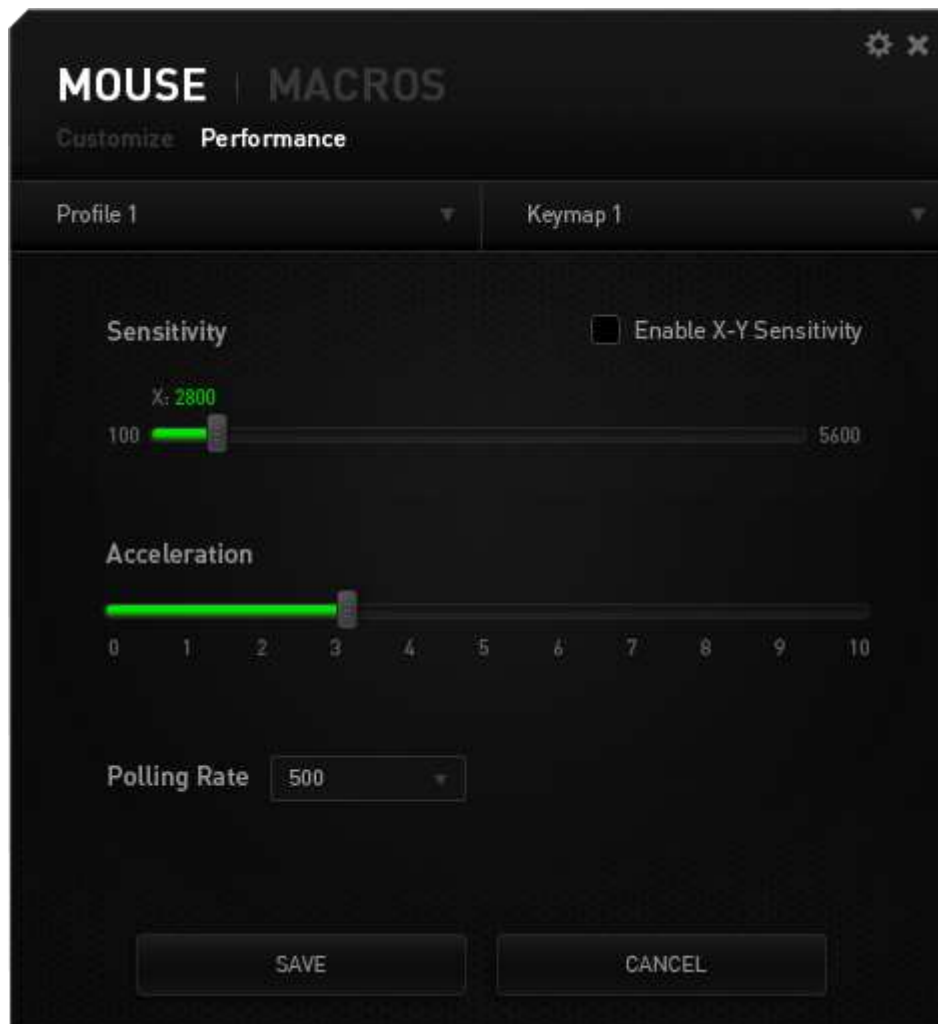 MOUSE | MACROS
Customize Performance
Profile 1 Keymap 1
Sensitivity Enable X-Y Sensitivity
X: 2800
100 5600
Acceleration
0 1 2 3 4 5 6 7 8 9 10
Polling Rate 500
SAVE CANCEL